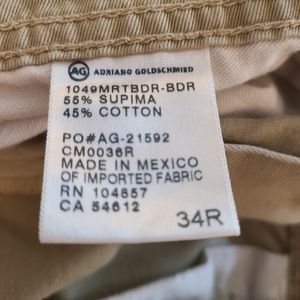 AG ADRIANO GOLDSCHMIED
1049MRTBDR-BDR
55% SUPIMA
45% COTTON
PO#AG-21592
CM0036R
MADE IN MEXICO
OF IMPORTED FABRIC
RN 104657
CA 54612
34R